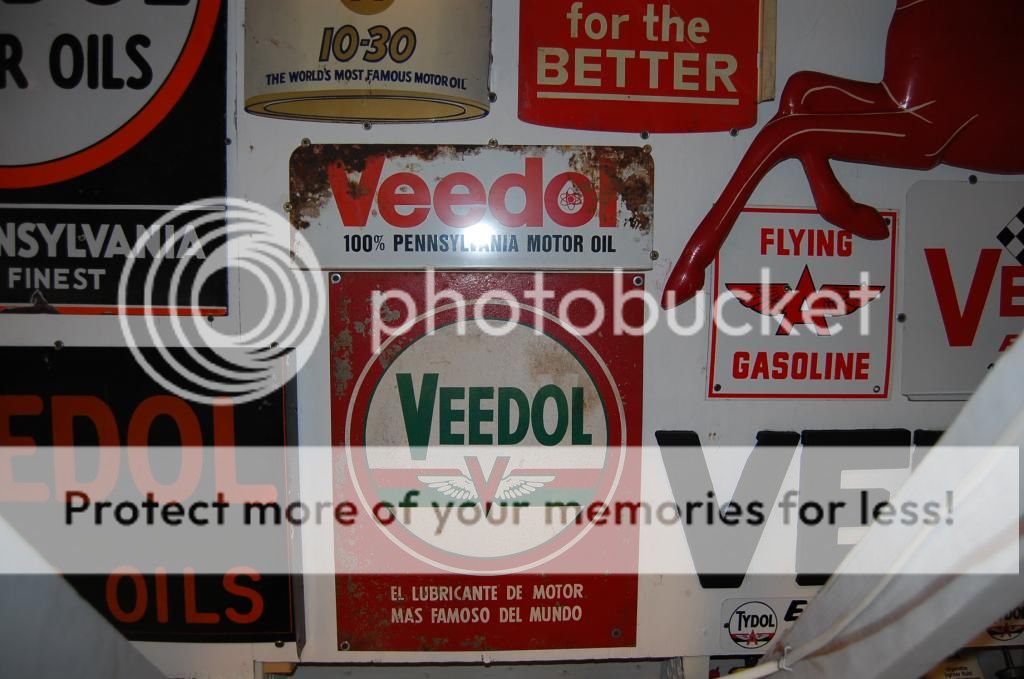 R OILS
NSYLVANIA
FINEST
10-30
THE WORLD'S MOST FAMOUS MOTOR OIL
for the
BETTER
Veedol
100% PENNSYLVANIA MOTOR OIL
FLYING
GASOLINE
photobucket
VEEDOL
V
EL LUBRICANTE DE MOTOR
MAS FAMOSO DEL MUNDO
EDOL
OILS
Protect more of your memories for less!
VE
VE
TYDOL